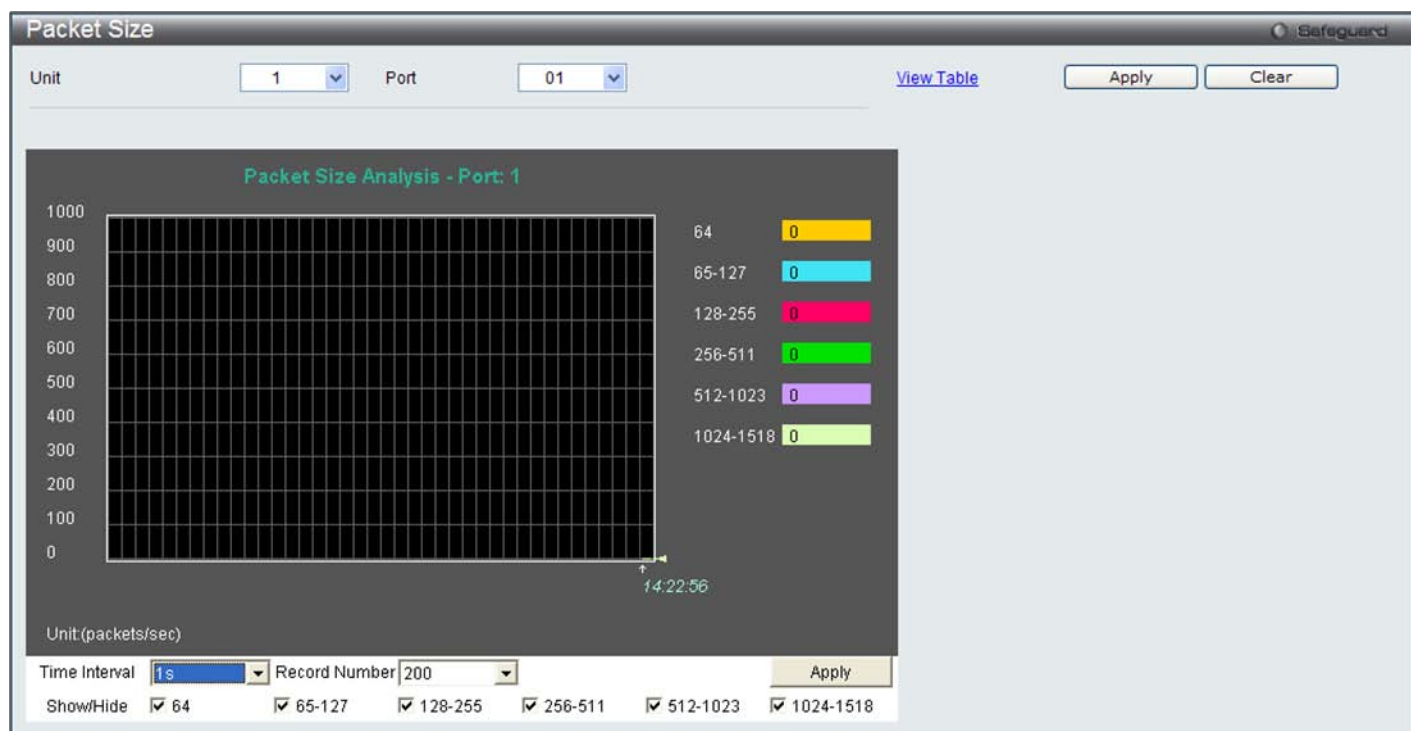 Packet Size
Safeguard
Unit 1 Port 01 View Table Apply Clear
Packet Size Analysis - Port: 1
1000
900
800
700
600
500
400
300
200
100
0
64 0
65-127 0
128-255 0
256-511 0
512-1023 0
1024-1518 0
14:22:56
Unit:(packets/sec)
Time Interval 1s Record Number 200 Apply
Show/Hide 64 65-127 128-255 256-511 512-1023 1024-1518